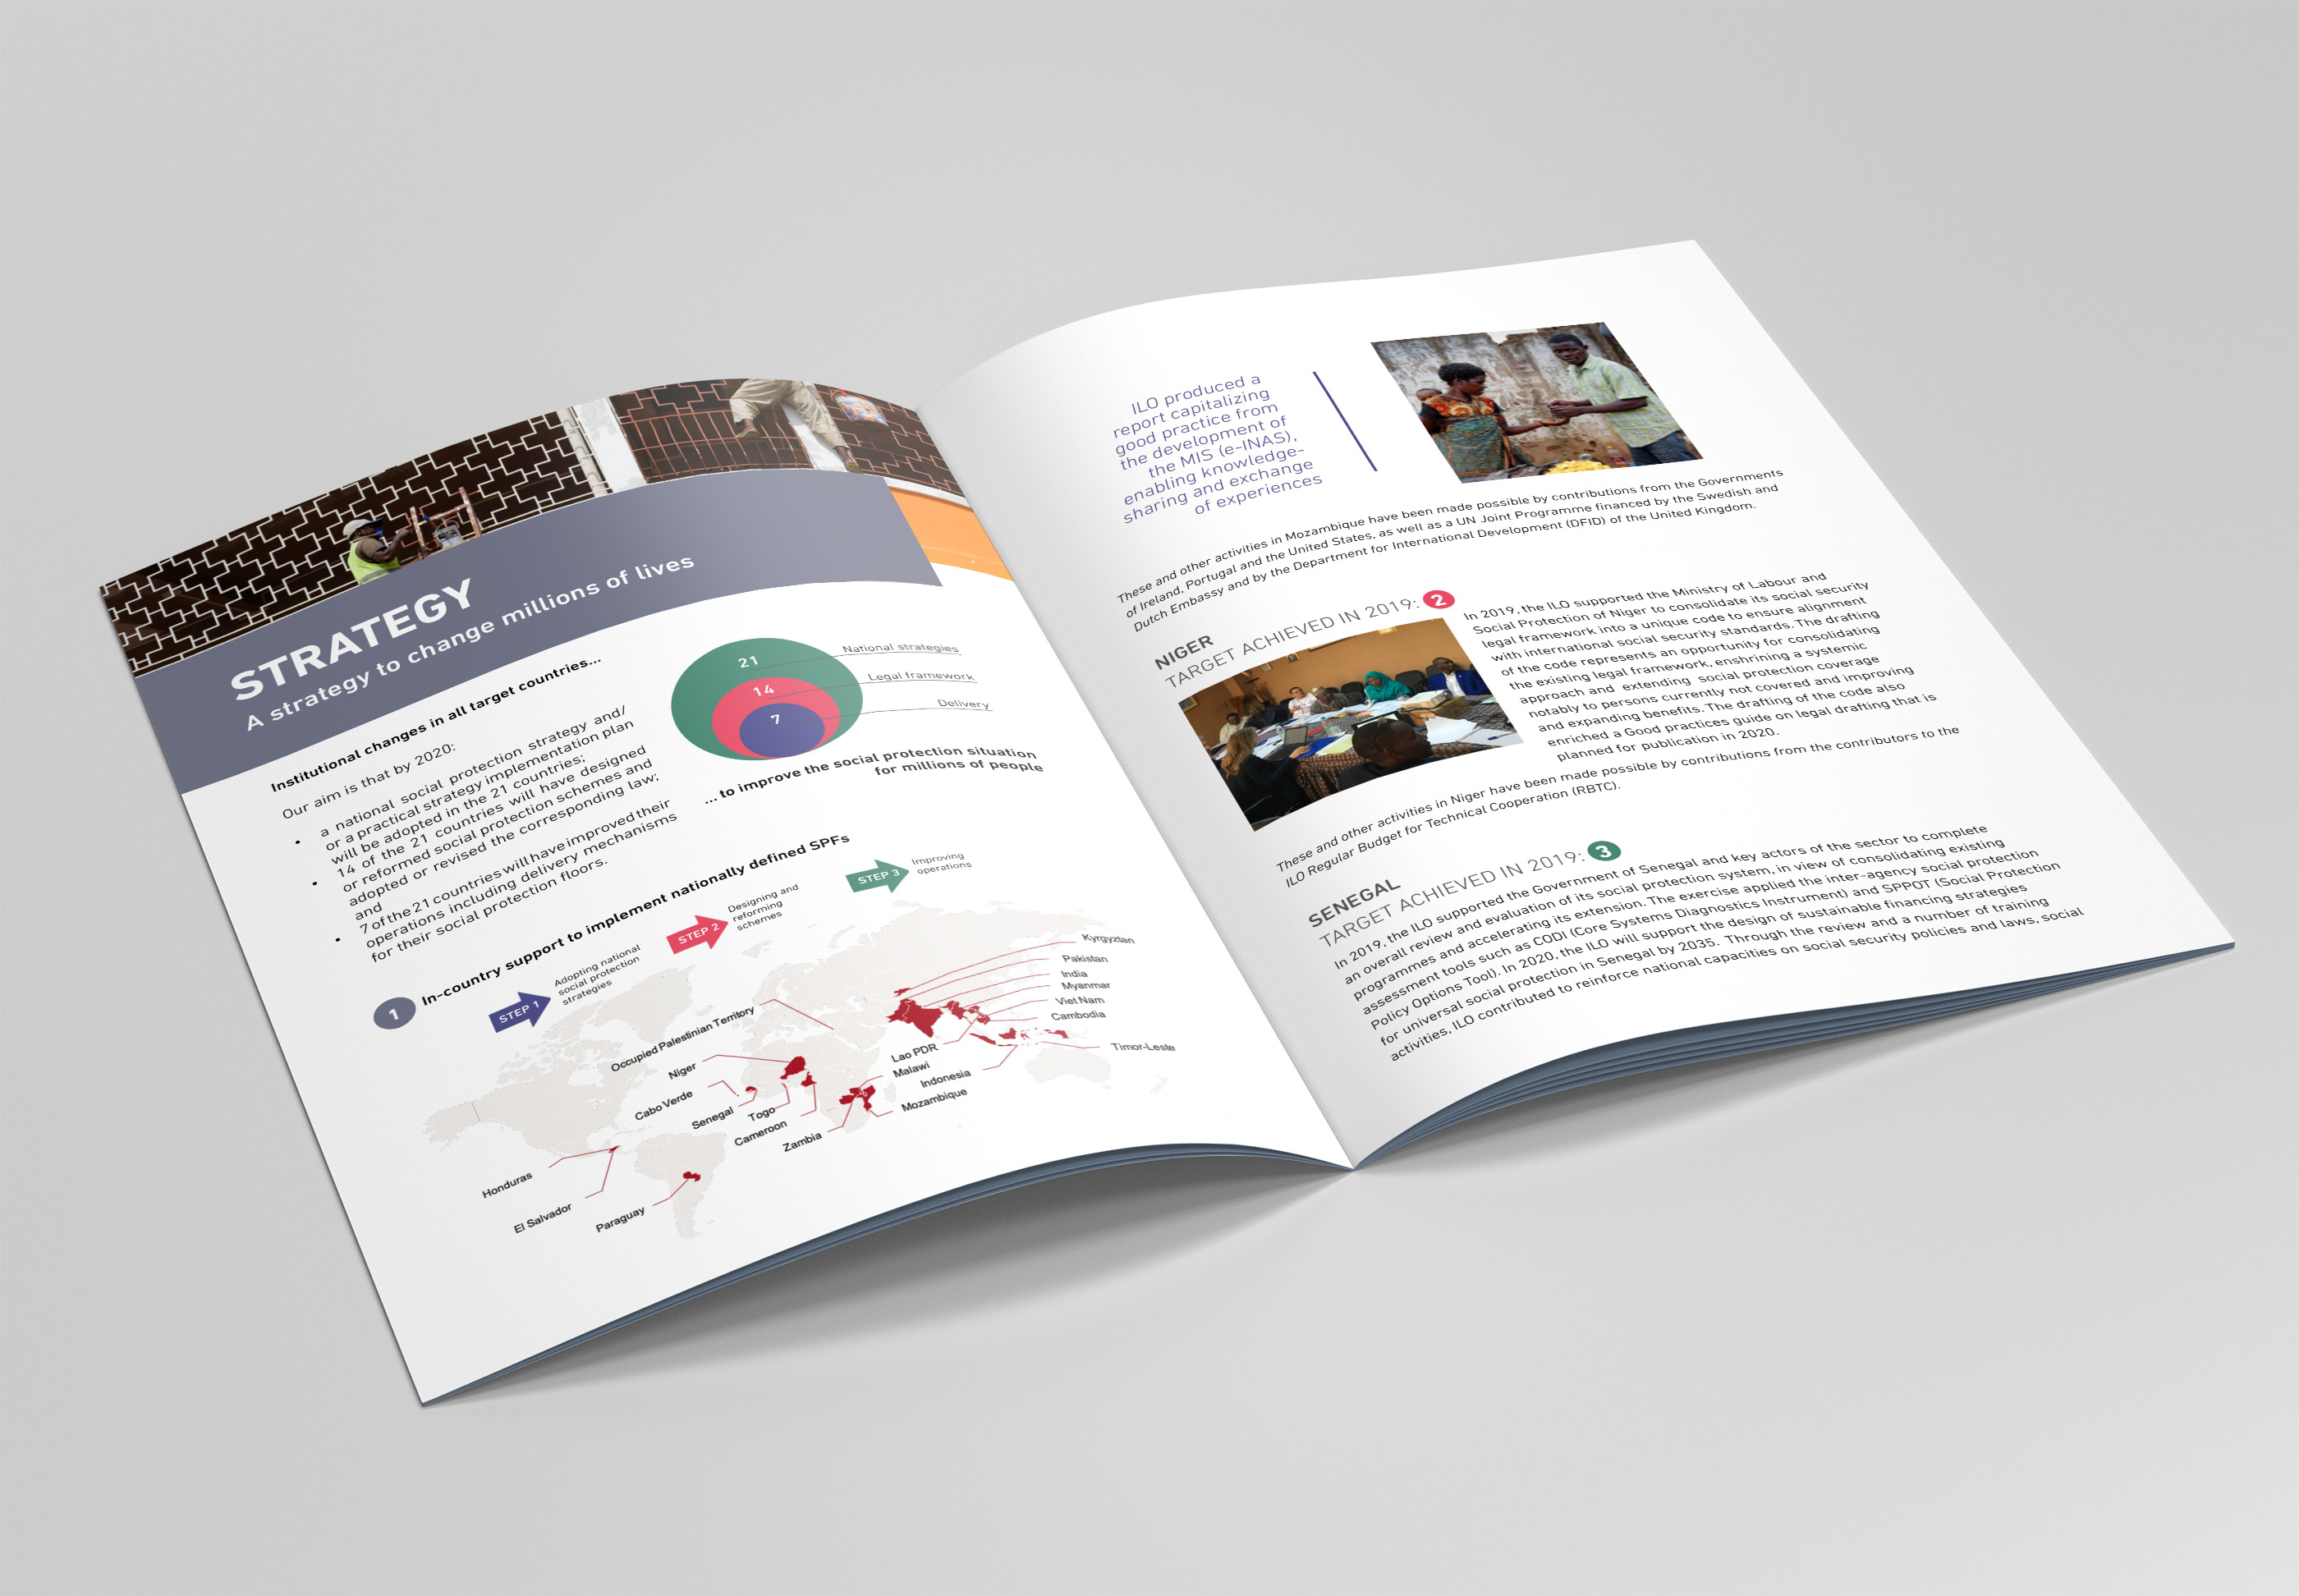 STRATEGY
A strategy to change millions of lives
Institutional changes in all target countries...
Our aim is that by 2020:
• a national social protection strategy and/
or a practical strategy implementation plan
will be adopted in the 21 countries;
• 14 of the 21 countries will have designed
or reformed social protection schemes and
adopted or revised the corresponding law;
and
• 7 of the 21 countries will have improved their
operations including delivery mechanisms
for their social protection floors.
21
14
7
National strategies
Legal framework
Delivery
... to improve the social protection situation
for millions of people
1 In-country support to implement nationally defined SPFs
STEP 1
Adopting national
social protection
strategies
STEP 2
Designing and
reforming
schemes
STEP 3
Improving
operations
Kyrgyzstan
Pakistan
India
Myanmar
Viet Nam
Cambodia
Timor-Leste
Occupied Palestinian Territory
Niger
Cabo Verde
Senegal
Togo
Cameroon
Zambia
Lao PDR
Malawi
Indonesia
Mozambique
Honduras
El Salvador
Paraguay
ILO produced a
report capitalizing
good practice from
the development of
the MIS (e-INAS),
enabling knowledge-
sharing and exchange
of experiences
These and other activities in Mozambique have been made possible by contributions from the Governments
of Ireland, Portugal and the United States, as well as a UN Joint Programme financed by the Swedish and
Dutch Embassy and by the Department for International Development (DFID) of the United Kingdom.
NIGER
TARGET ACHIEVED IN 2019: 2
In 2019, the ILO supported the Ministry of Labour and
Social Protection of Niger to consolidate its social security
legal framework into a unique code to ensure alignment
with international social security standards. The drafting
of the code represents an opportunity for consolidating
the existing legal framework, enshrining a systemic
approach and extending social protection coverage
notably to persons currently not covered and improving
and expanding benefits. The drafting of the code also
enriched a Good practices guide on legal drafting that is
planned for publication in 2020.
These and other activities in Niger have been made possible by contributions from the contributors to the
ILO Regular Budget for Technical Cooperation (RBTC).
SENEGAL
TARGET ACHIEVED IN 2019: 3
In 2019, the ILO supported the Government of Senegal and key actors of the sector to complete
an overall review and evaluation of its social protection system, in view of consolidating existing
programmes and accelerating its extension. The exercise applied the inter-agency social protection
assessment tools such as CODI (Core Systems Diagnostics Instrument) and SPPOT (Social Protection
Policy Options Tool). In 2020, the ILO will support the design of sustainable financing strategies
for universal social protection in Senegal by 2035. Through the review and a number of training
activities, ILO contributed to reinforce national capacities on social security policies and laws, social